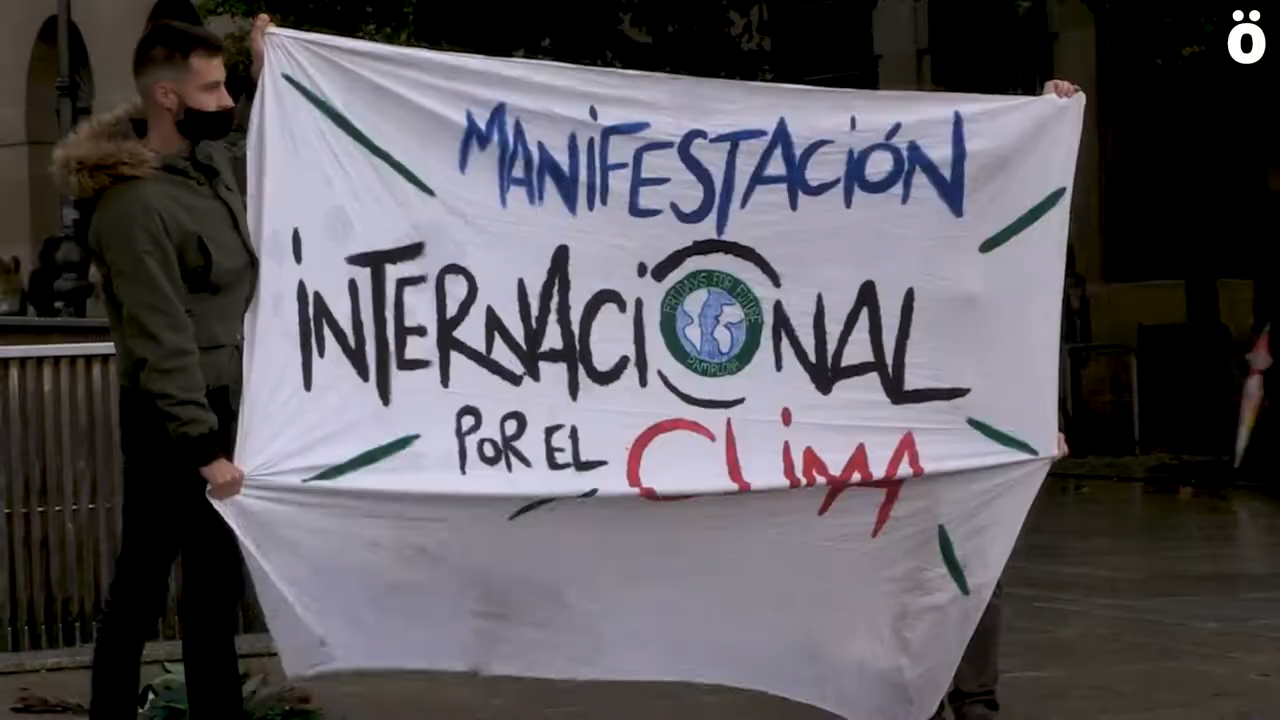 ö
MANIFESTACIÓN
INTERNACIONAL
FRIDAYS FOR FUTURE
PAMPLONA
POR EL CLIMA